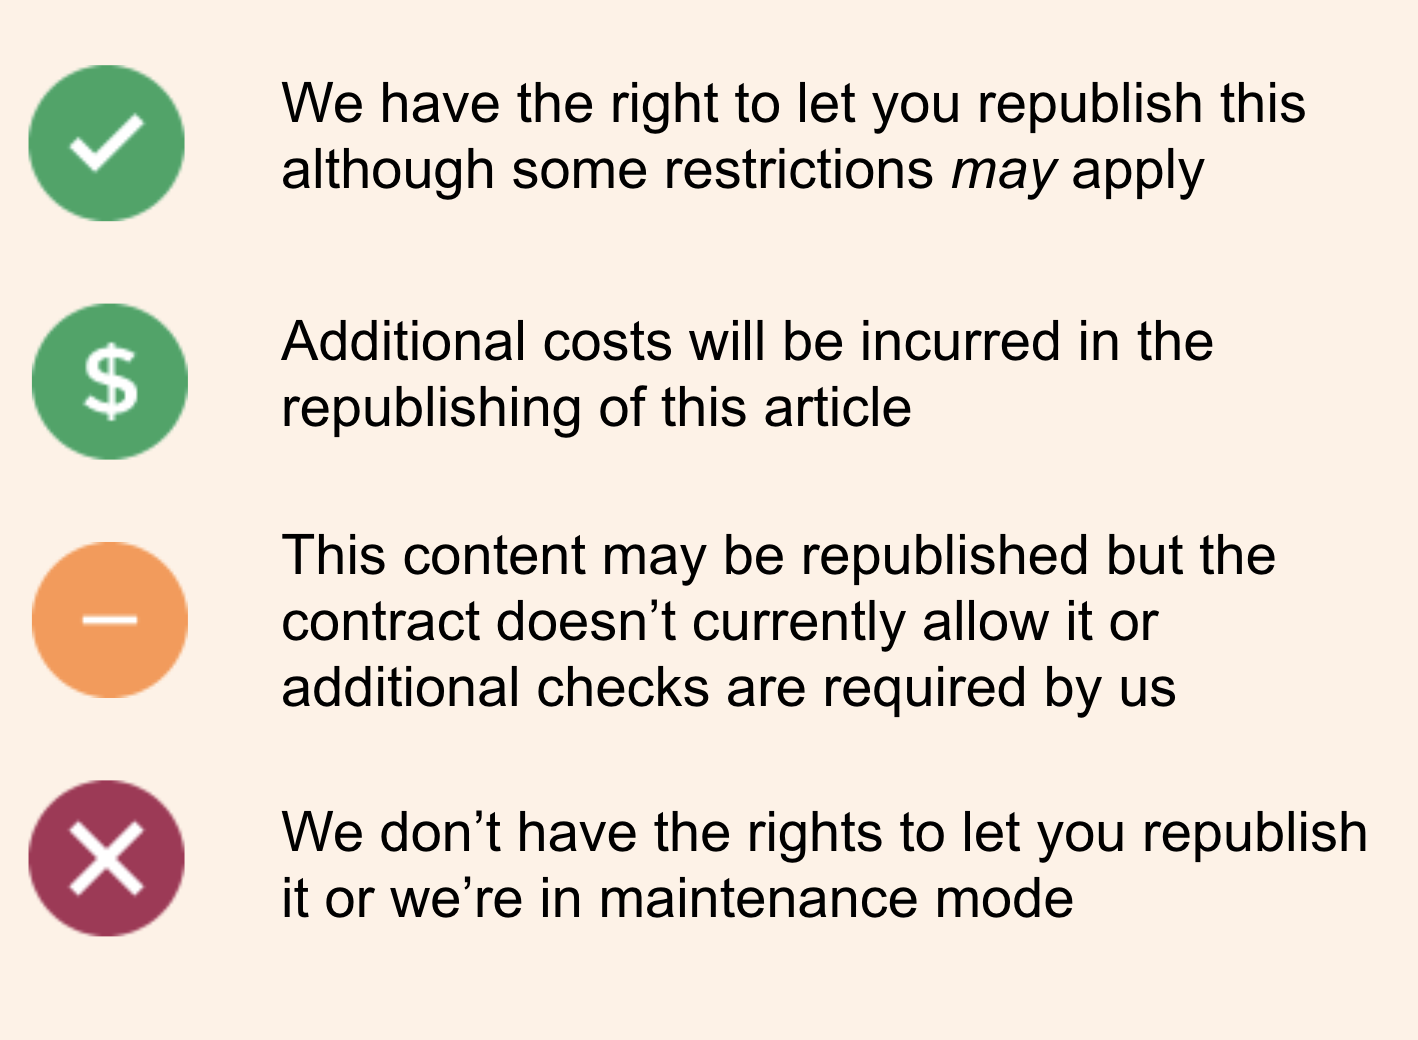 We have the right to let you republish this
although some restrictions may apply
$
Additional costs will be incurred in the
republishing of this article
This content may be republished but the
contract doesn’t currently allow it or
additional checks are required by us
We don’t have the rights to let you republish
it or we’re in maintenance mode